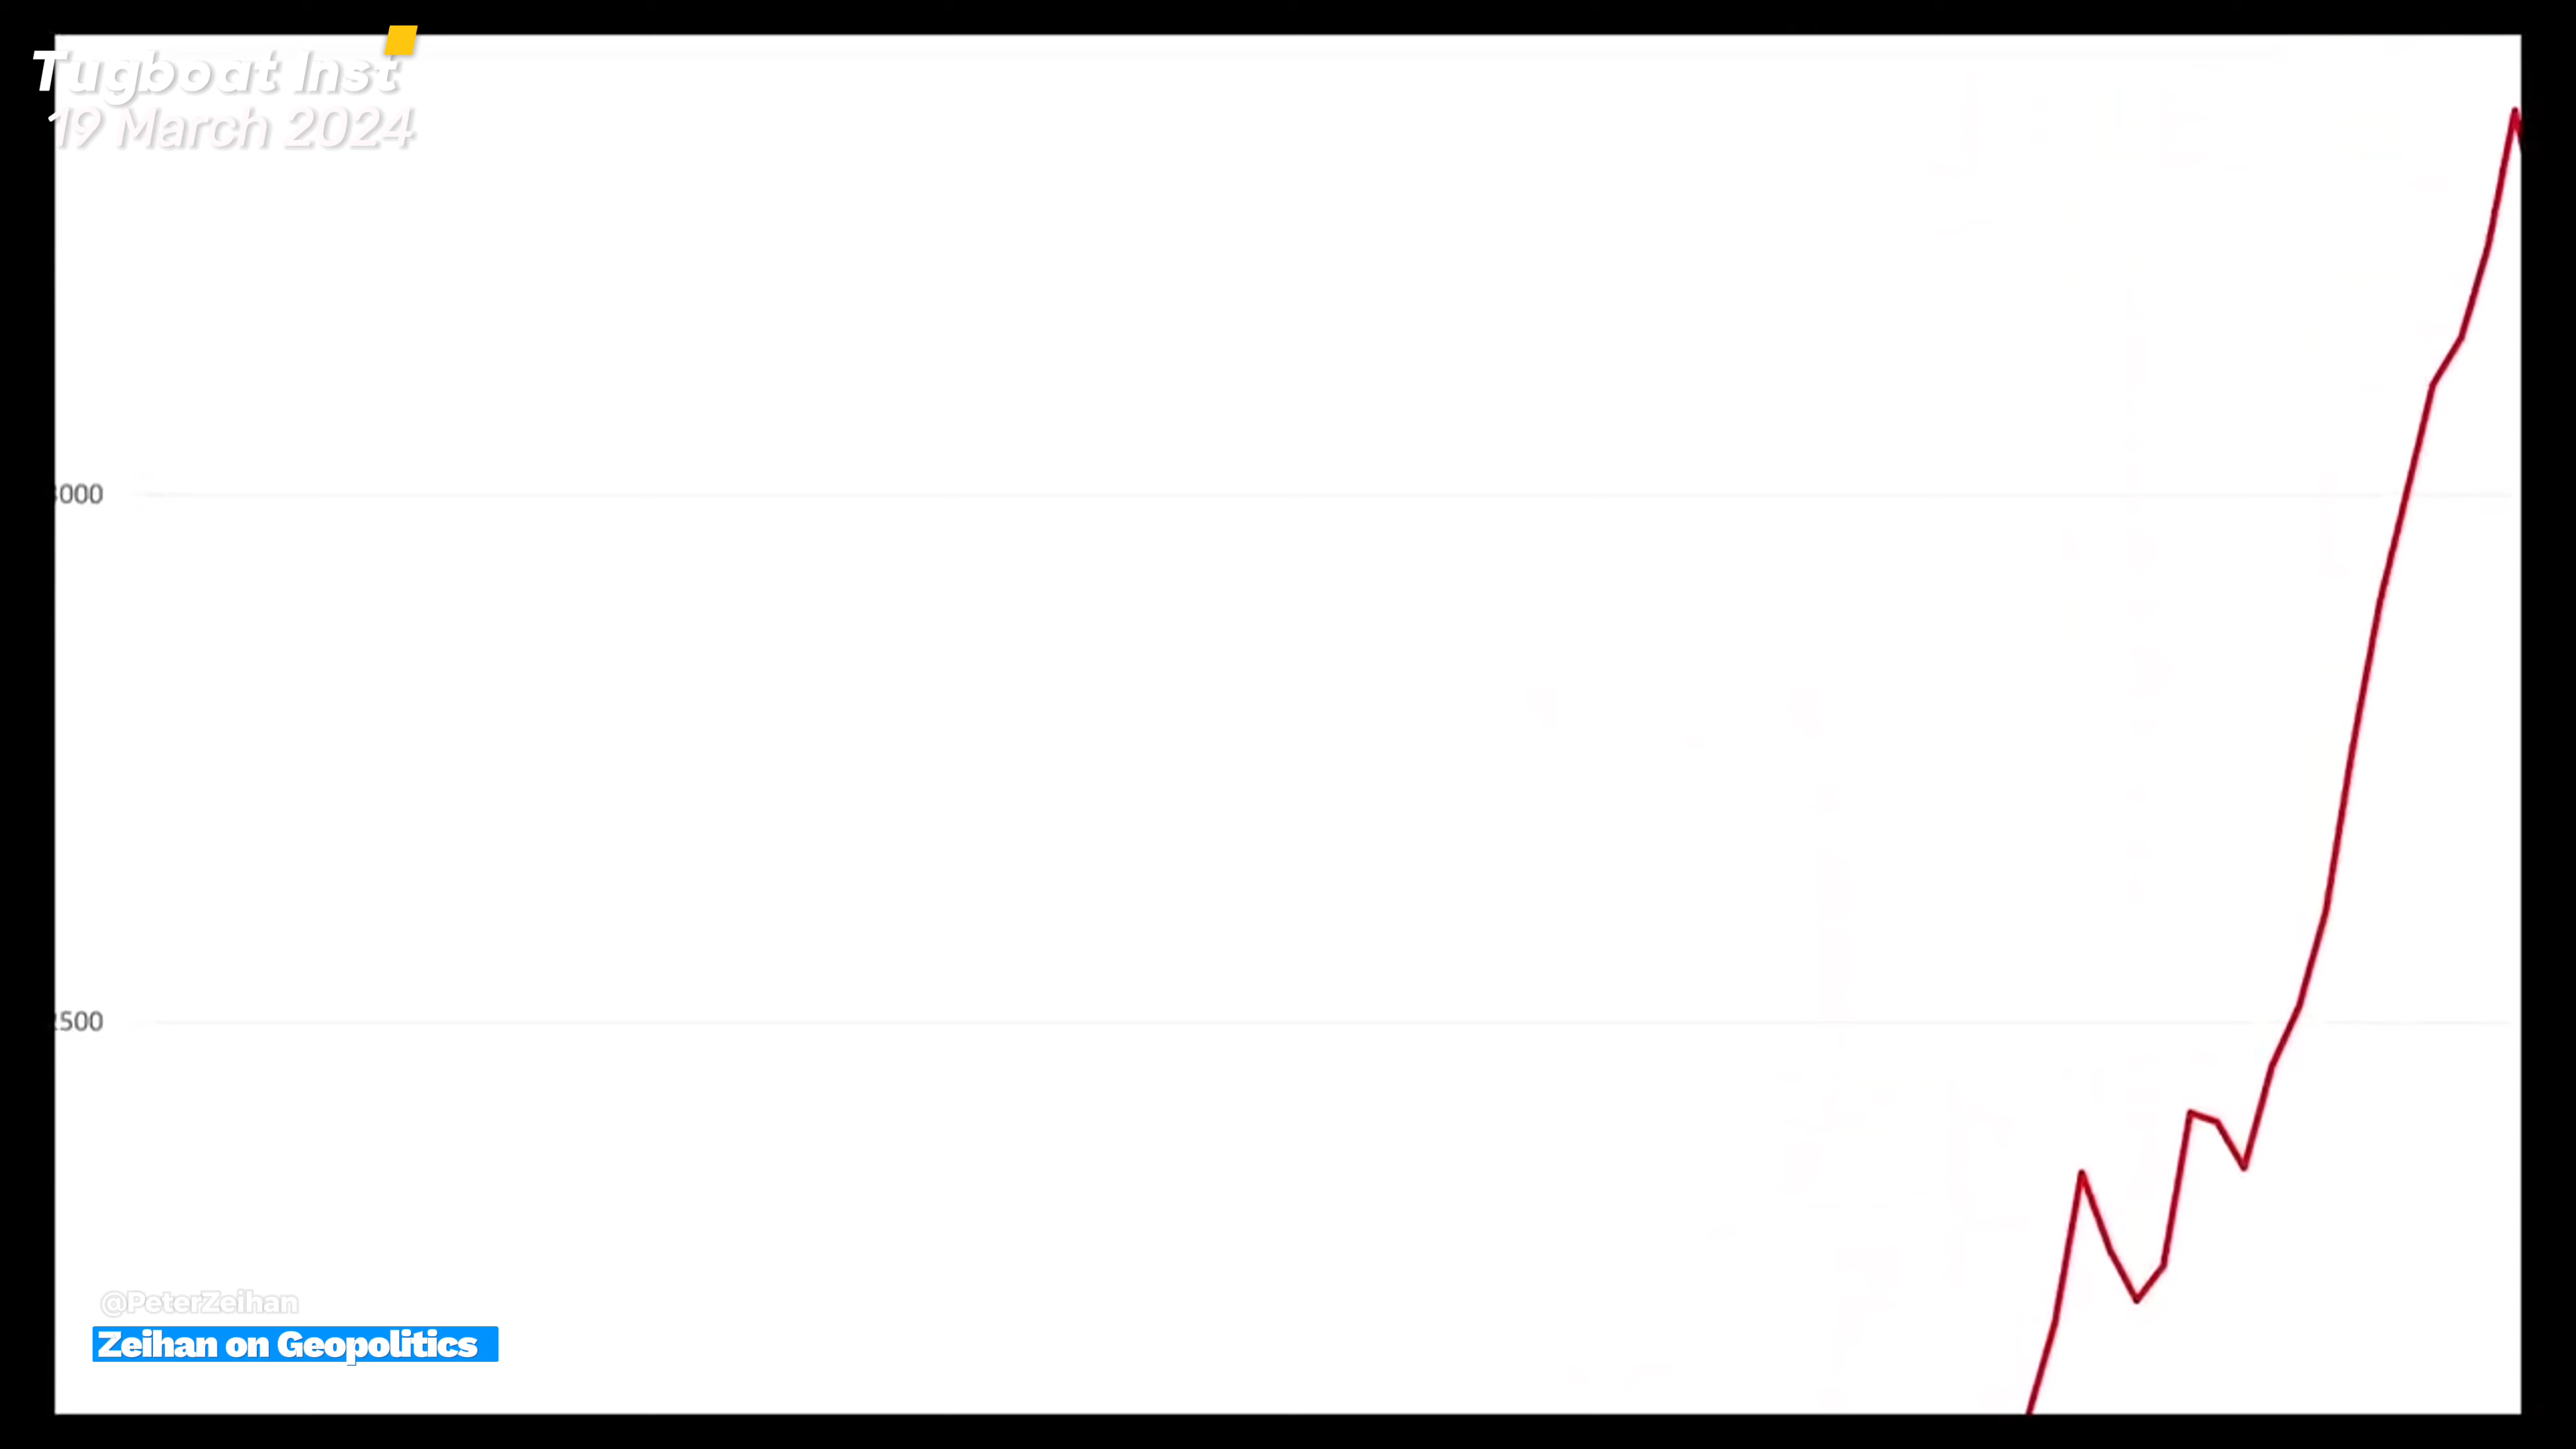 Tugboat Inst
19 March 2024
000
500
@PeterZeihan
Zeihan on Geopolitics